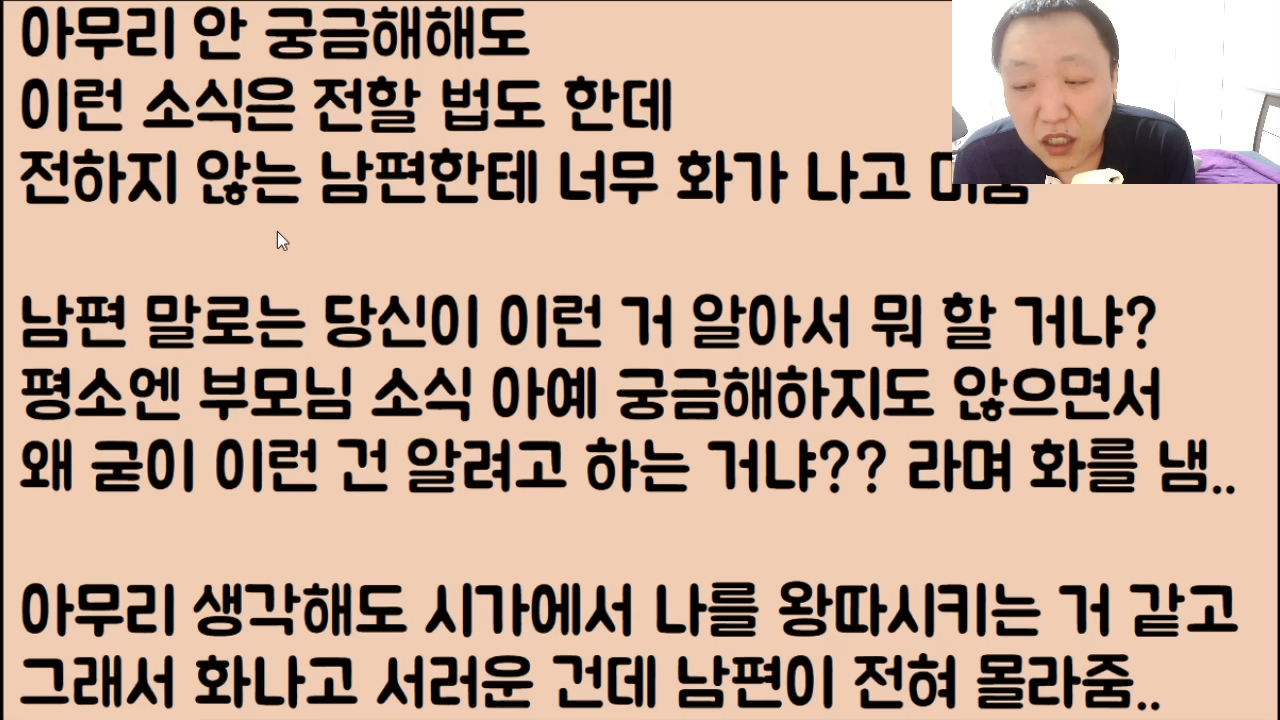 아무리 안 궁금해해도
이런 소식은 전할 법도 한데
전하지 않는 남편한테 너무 화가 나고
남편 말로는 당신이 이런 거 알아서 뭐 할 거냐?
평소엔 부모님 소식 아예 궁금해하지도 않으면서
왜 굳이 이런 건 알려고 하는 거냐?? 라며 화를 냄..
아무리 생각해도 시가에서 나를 왕따시키는 거 같고
그래서 화나고 서러운 건데 남편이 전혀 몰라줌..